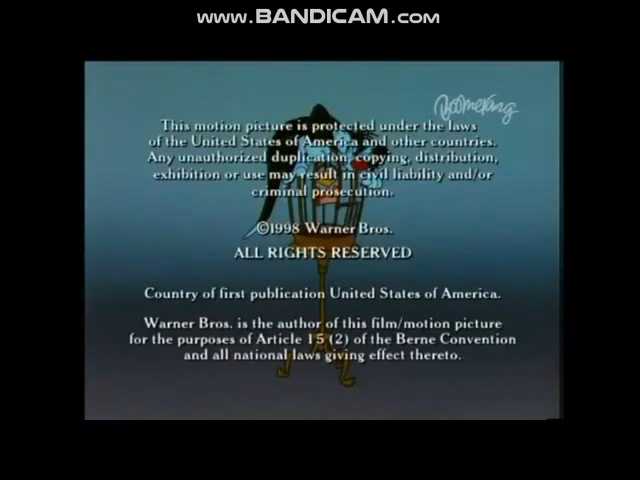 www.BANDICAM.com
Boomerang
This motion picture is protected under the laws
of the United States of America and other countries.
Any unauthorized duplication, copying, distribution,
exhibition or use may result in civil liability and/or
criminal prosecution.
©1998 Warner Bros.
ALL RIGHTS RESERVED
Country of first publication United States of America.
Warner Bros. is the author of this film/motion picture
for the purposes of Article 15 (2) of the Berne Convention
and all national laws giving effect thereto.